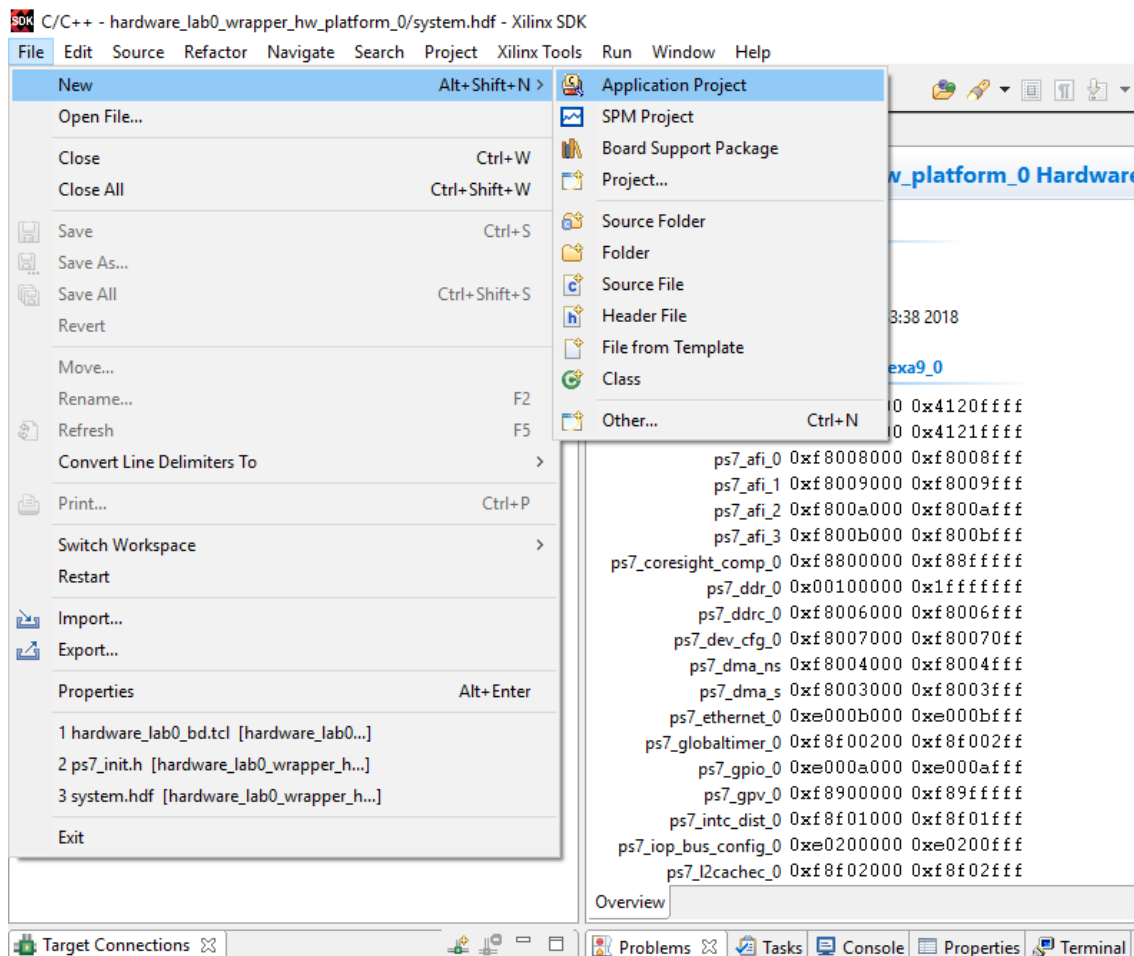 SDK C/C++ - hardware_lab0_wrapper_hw_platform_0/system.hdf - Xilinx SDK
File Edit Source Refactor Navigate Search Project Xilinx Tools Run Window Help
New Alt+Shift+N >
Open File...
Close Ctrl+W
Close All Ctrl+Shift+W
Save Ctrl+S
Save As...
Save All Ctrl+Shift+S
Revert
Move...
Rename... F2
Refresh F5
Convert Line Delimiters To >
Print... Ctrl+P
Switch Workspace >
Restart
Import...
Export...
Properties Alt+Enter
1 hardware_lab0_bd.tcl [hardware_lab0...]
2 ps7_init.h [hardware_lab0_wrapper_h...]
3 system.hdf [hardware_lab0_wrapper_h...]
Exit
Application Project
SPM Project
Board Support Package
Project...
Source Folder
Folder
Source File
Header File
File from Template
Class
Other... Ctrl+N
w_platform_0 Hardware
3:38 2018
exa9_0
00 0x4120ffff
00 0x4121ffff
ps7_afi_0 0xf8008000 0xf8008fff
ps7_afi_1 0xf8009000 0xf8009fff
ps7_afi_2 0xf800a000 0xf800afff
ps7_afi_3 0xf800b000 0xf800bfff
ps7_coresight_comp_0 0xf8800000 0xf88fffff
ps7_ddr_0 0x00100000 0x1fffffff
ps7_ddrc_0 0xf8006000 0xf8006fff
ps7_dev_cfg_0 0xf8007000 0xf80070ff
ps7_dma_ns 0xf8004000 0xf8004fff
ps7_dma_s 0xf8003000 0xf8003fff
ps7_ethernet_0 0xe000b000 0xe000bfff
ps7_globaltimer_0 0xf8f00200 0xf8f002ff
ps7_gpio_0 0xe000a000 0xe000afff
ps7_gpv_0 0xf8900000 0xf89fffff
ps7_intc_dist_0 0xf8f01000 0xf8f01fff
ps7_iop_bus_config_0 0xe0200000 0xe0200fff
ps7_l2cachec_0 0xf8f02000 0xf8f02fff
Overview
Target Connections
Problems Tasks Console Properties Terminal